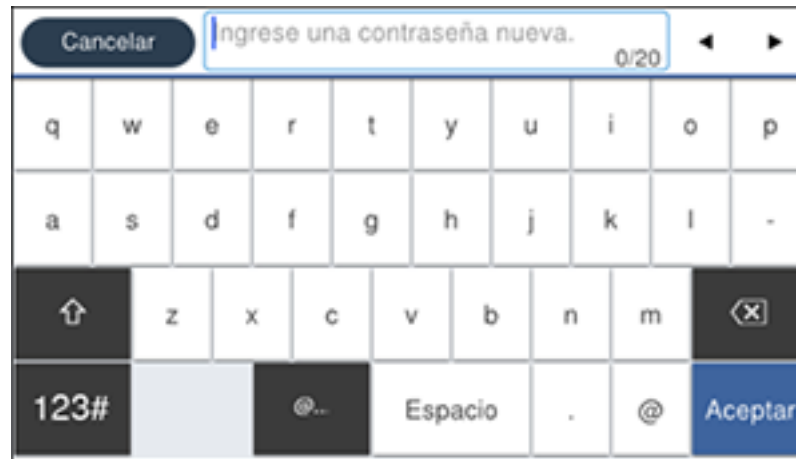 Cancelar Ingrese una contraseña nueva.
0/20
q w e r t y u i o p
a s d f g h j k l -
z x c v b n m
123# @... Espacio . @ Aceptar